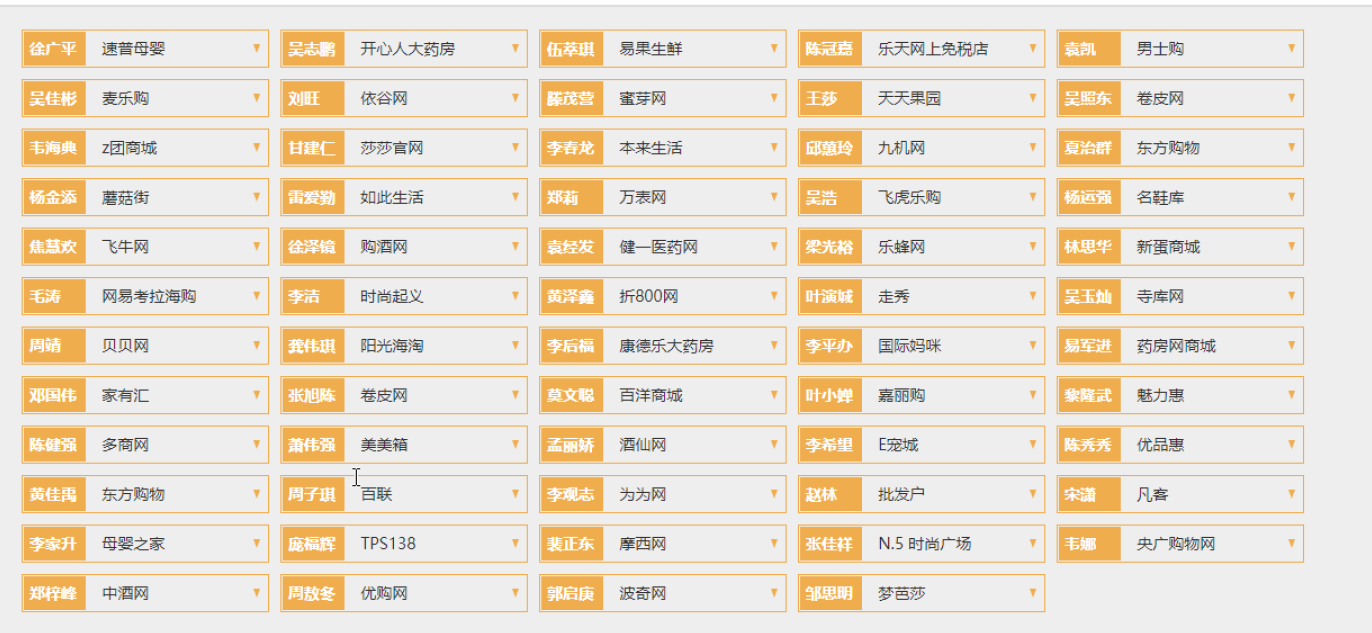 徐广平 速普母婴 吴志鹏 开心人大药房 伍萃琪 易果生鲜 陈冠嘉 乐天网上免税店 袁凯 男士购
吴佳彬 麦乐购 刘旺 依谷网 滕茂营 蜜芽网 王莎 天天果园 吴照东 卷皮网
韦海典 z团商城 甘建仁 莎莎官网 李春龙 本来生活 邱蕙玲 九机网 夏治群 东方购物
杨金添 蘑菇街 雷爱勤 如此生活 郑莉 万表网 吴浩 飞虎乐购 杨运强 名鞋库
焦慧欢 飞牛网 徐泽镜 购酒网 袁经发 健一医药网 梁光裕 乐蜂网 林思华 新蛋商城
毛涛 网易考拉海购 李洁 时尚起义 黄泽鑫 折800网 叶演城 走秀 吴玉灿 寺库网
周靖 贝贝网 龚伟琪 阳光海淘 李后福 康德乐大药房 李平办 国际妈咪 易军进 药房网商城
邓国伟 家有汇 张旭陈 卷皮网 莫文聪 百洋商城 叶小婵 嘉丽购 黎隆武 魅力惠
陈健强 多商网 萧伟强 美美箱 孟丽娇 酒仙网 李希里 E宠城 陈秀秀 优品惠
黄佳禹 东方购物 周子琪 百联 李观志 为为网 赵林 批发户 宋潇 凡客
李家升 母婴之家 庞福辉 TPS138 裴正东 摩西网 张佳祥 N.5 时尚广场 韦娜 央广购物网
郑梓峰 中酒网 周敖冬 优购网 郭启庚 波奇网 邹思明 梦芭莎